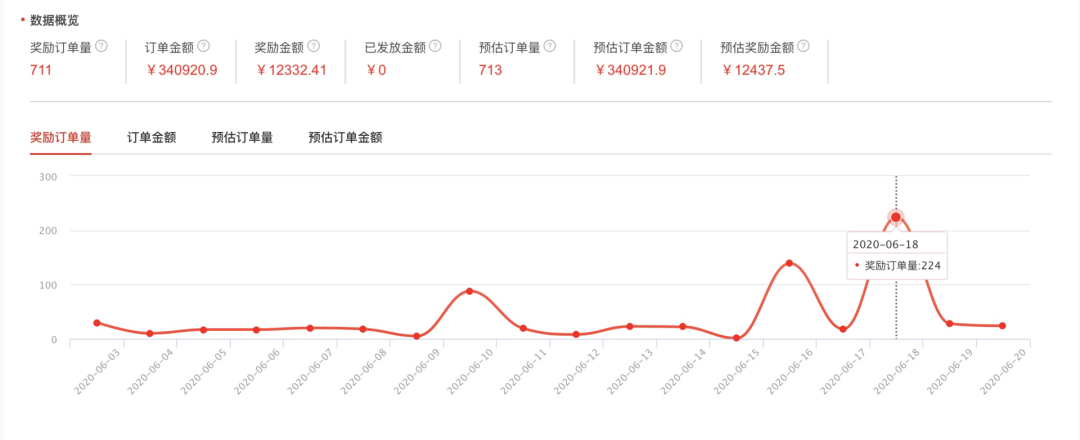 数据概览
奖励订单量 ? 订单金额 ? 奖励金额 ? 已发放金额 ? 预估订单量 ? 预估订单金额 ? 预估奖励金额 ?
711 ¥340920.9 ¥12332.41 ¥0 713 ¥340921.9 ¥12437.5
奖励订单量 订单金额 预估订单量 预估订单金额
300
200
100
0
2020-06-18
奖励订单量:224
2020-06-03 2020-06-04 2020-06-05 2020-06-06 2020-06-07 2020-06-08 2020-06-09 2020-06-10 2020-06-11 2020-06-12 2020-06-13 2020-06-14 2020-06-15 2020-06-16 2020-06-17 2020-06-18 2020-06-19 2020-06-20